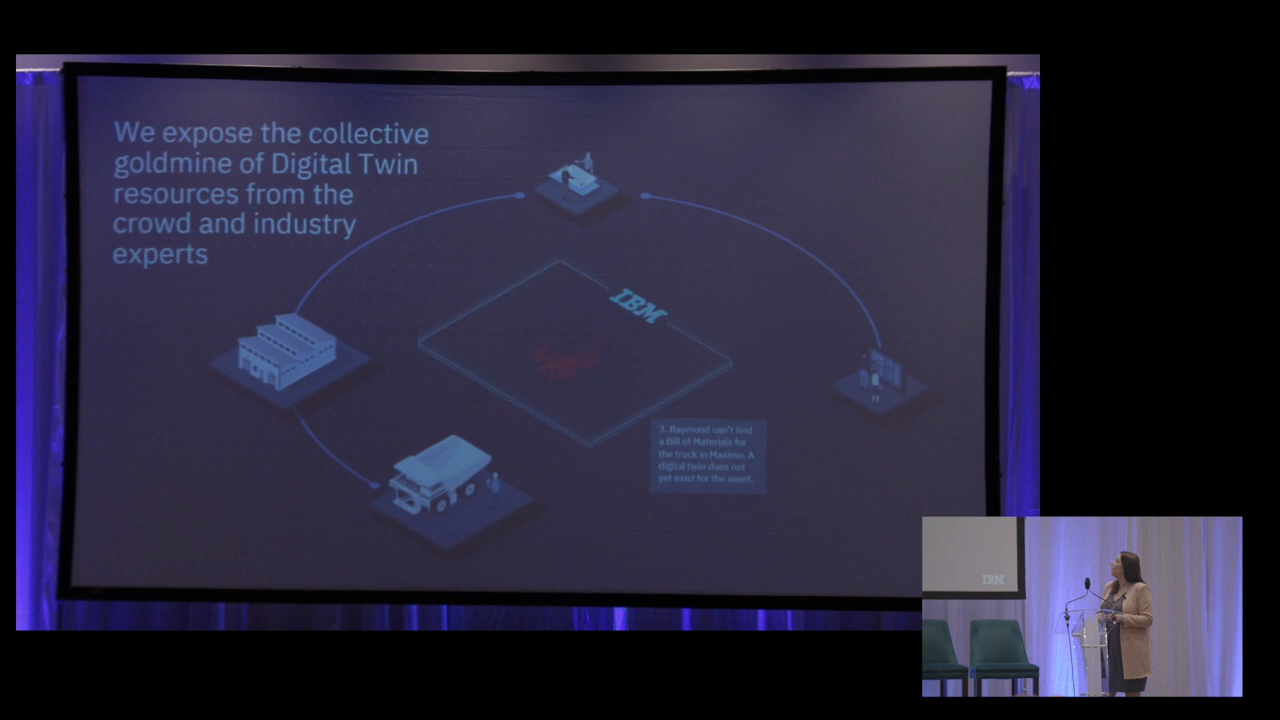 We expose the collective
goldmine of Digital Twin
resources from the
crowd and industry
experts
IBM
3. Raymond can't find
a Bill of Materials for
the truck in Maximo. A
digital twin does not
yet exist for the asset.
IBM